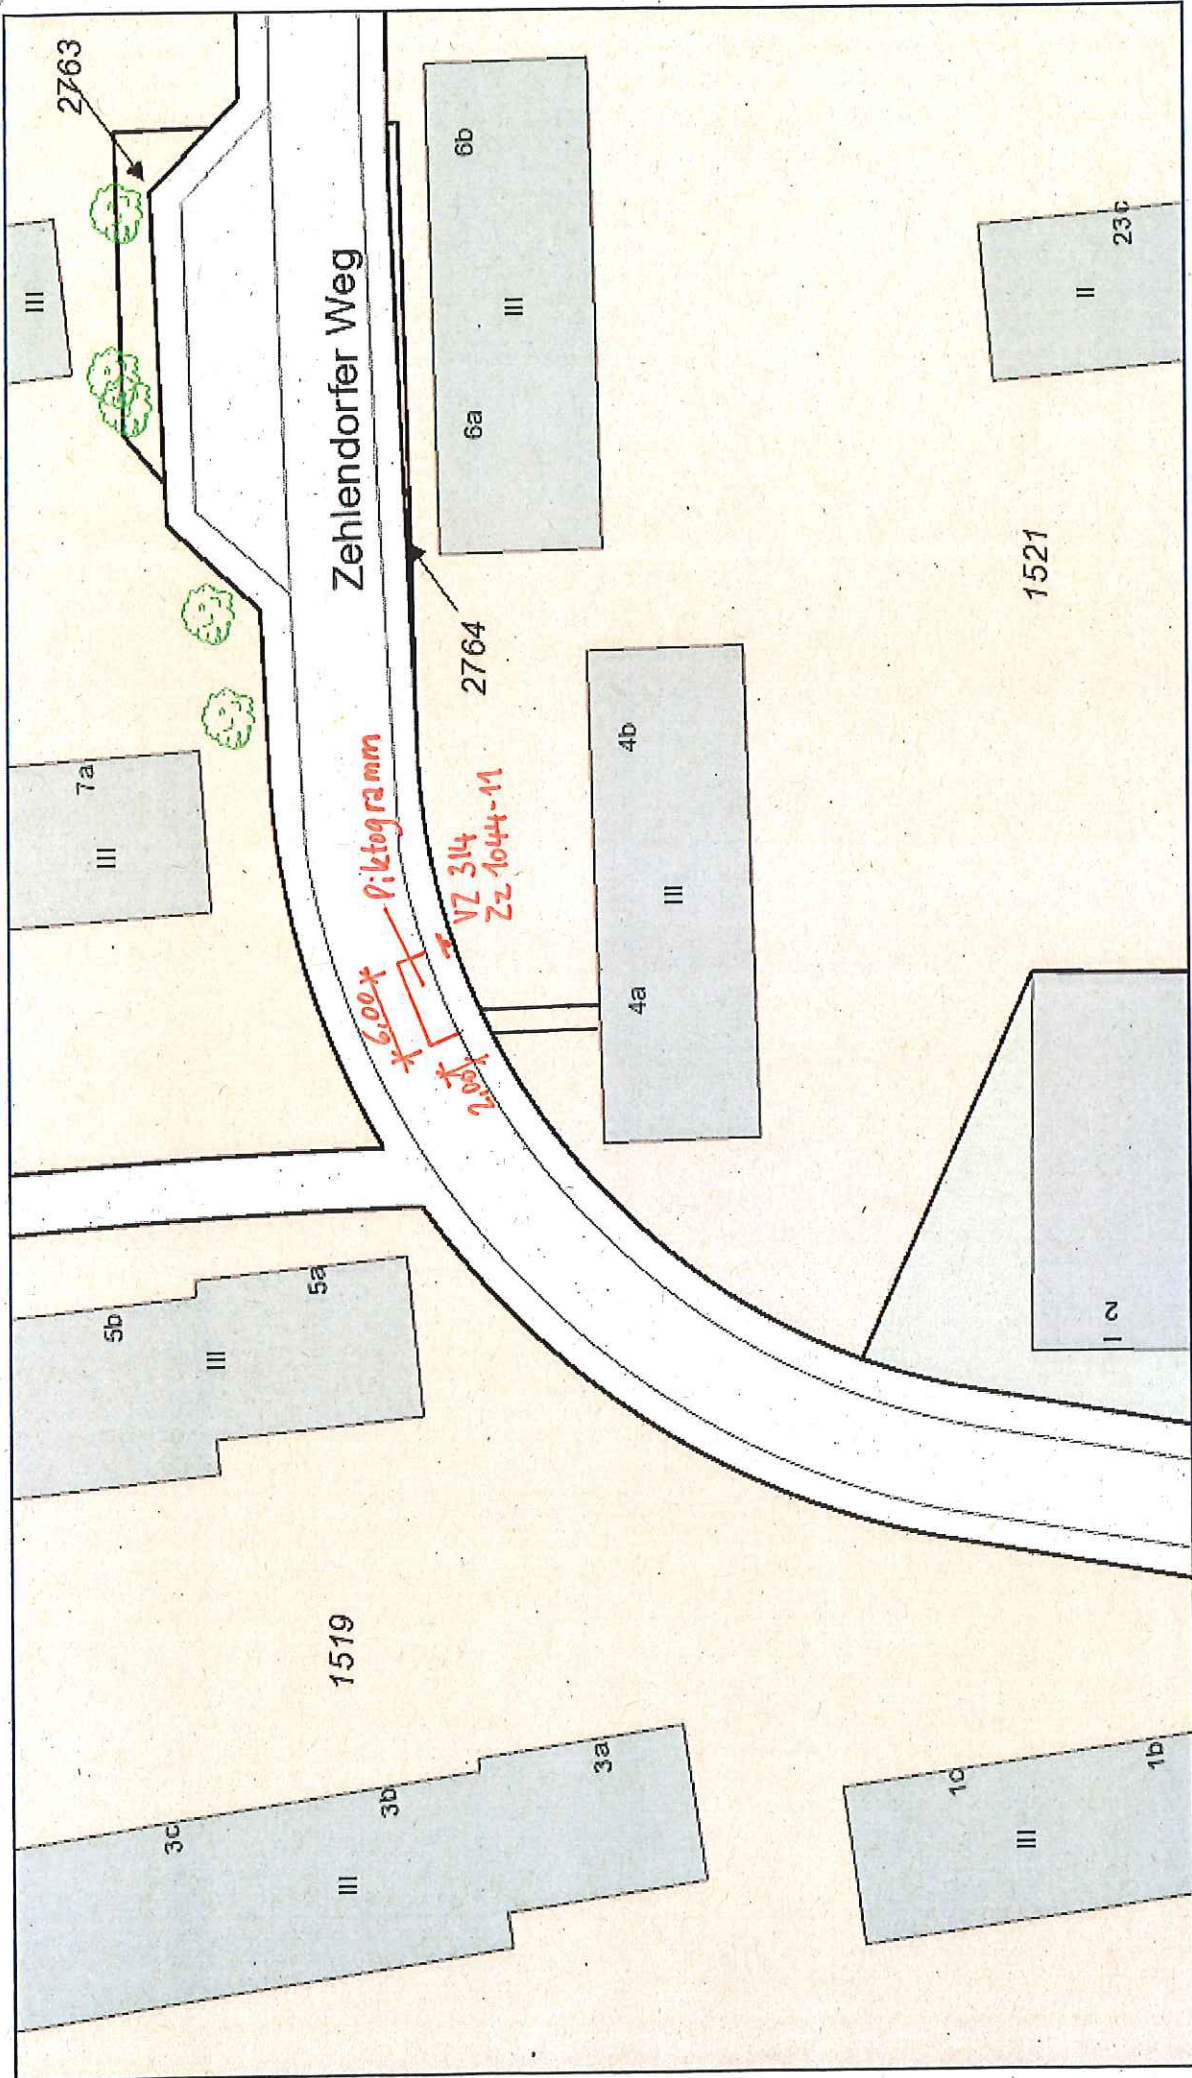 2763
III
6b
III
6a
Zehlendorfer Weg
23c
II
1521
2764
7a
III
4b
III
4a
Piktogramm
VZ 314
Zz 1044-11
6,00
2,00
5b
5a
III
1 2
1519
3c
3b
3a
III
1c
1b
III